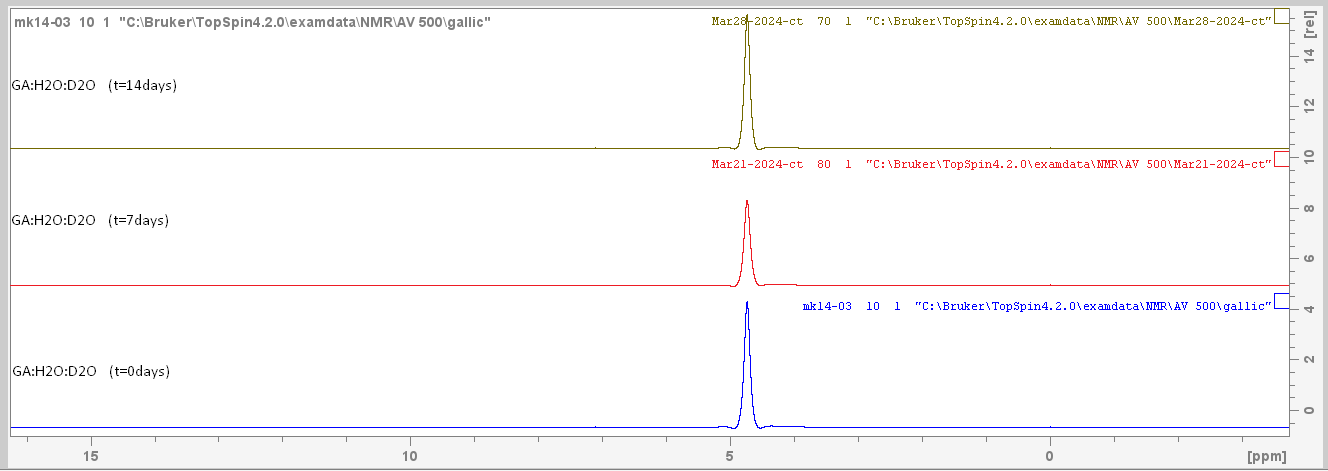 mk14-03 10 1 "C:\Bruker\TopSpin4.2.0\examdata\NMR\AV 500\gallic"
Mar28-2024-ct 70 1 "C:\Bruker\TopSpin4.2.0\examdata\NMR\AV 500\Mar28-2024-ct"
[rel]
GA:H2O:D2O (t=14days)
14
12
Mar21-2024-ct 80 1 "C:\Bruker\TopSpin4.2.0\examdata\NMR\AV 500\Mar21-2024-ct"
10
GA:H2O:D2O (t=7days)
8
6
mk14-03 10 1 "C:\Bruker\TopSpin4.2.0\examdata\NMR\AV 500\gallic"
4
GA:H2O:D2O (t=0days)
2
0
15 10 5 0 [ppm]